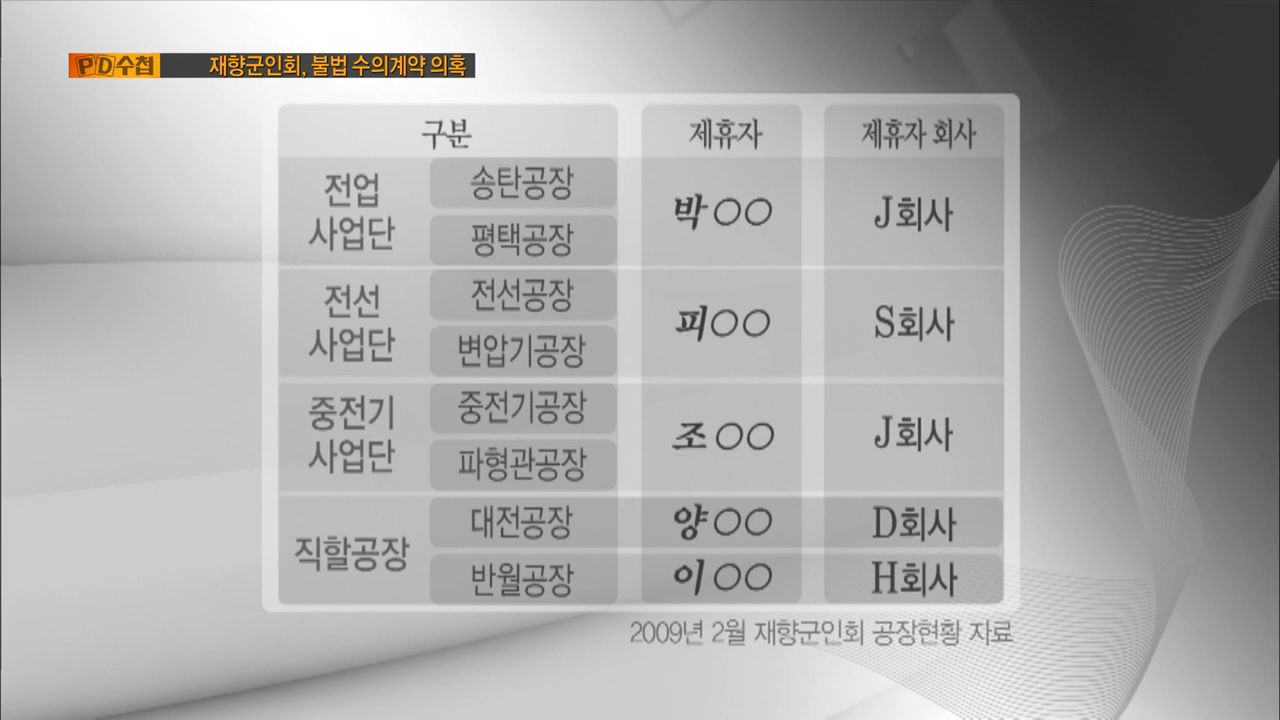 PD수첩 재향군인회, 불법 수의계약 의혹
구분 제휴자 제휴자 회사
전업 사업단 송탄공장 박○○ J회사
평택공장
전선 사업단 전선공장 피○○ S회사
변압기공장
중전기 사업단 중전기공장 조○○ J회사
파형관공장
직할공장 대전공장 양○○ D회사
반월공장 이○○ H회사
2009년 2월 재향군인회 공장현황 자료